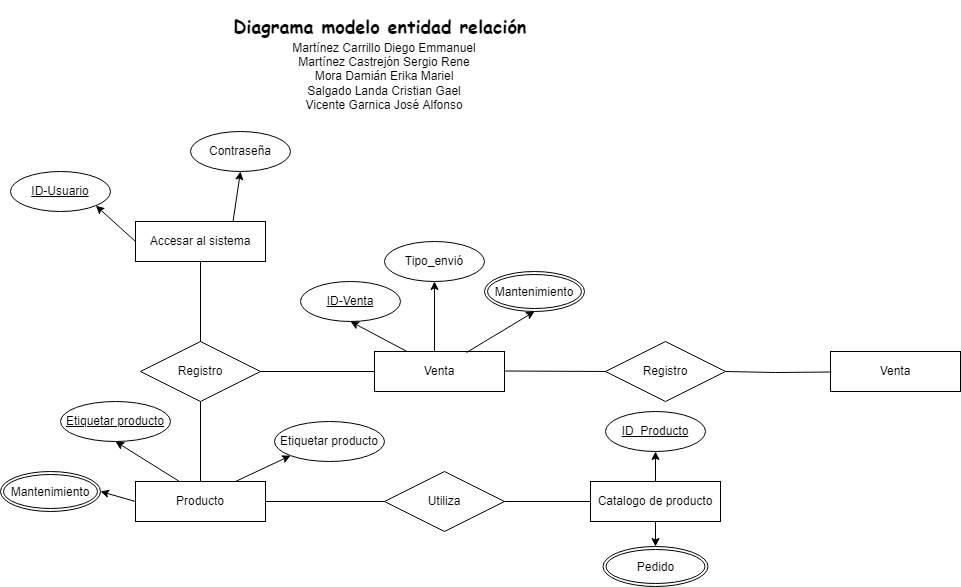 Diagrama modelo entidad relación
Martínez Carrillo Diego Emmanuel
Martínez Castrejón Sergio Rene
Mora Damián Erika Mariel
Salgado Landa Cristian Gael
Vicente Garnica José Alfonso
Contraseña
ID-Usuario
Accesar al sistema
Tipo_envió
ID-Venta
Mantenimiento
Registro
Venta
Registro
Venta
Etiquetar producto
Etiquetar producto
ID_Producto
Mantenimiento
Producto
Utiliza
Catalogo de producto
Pedido